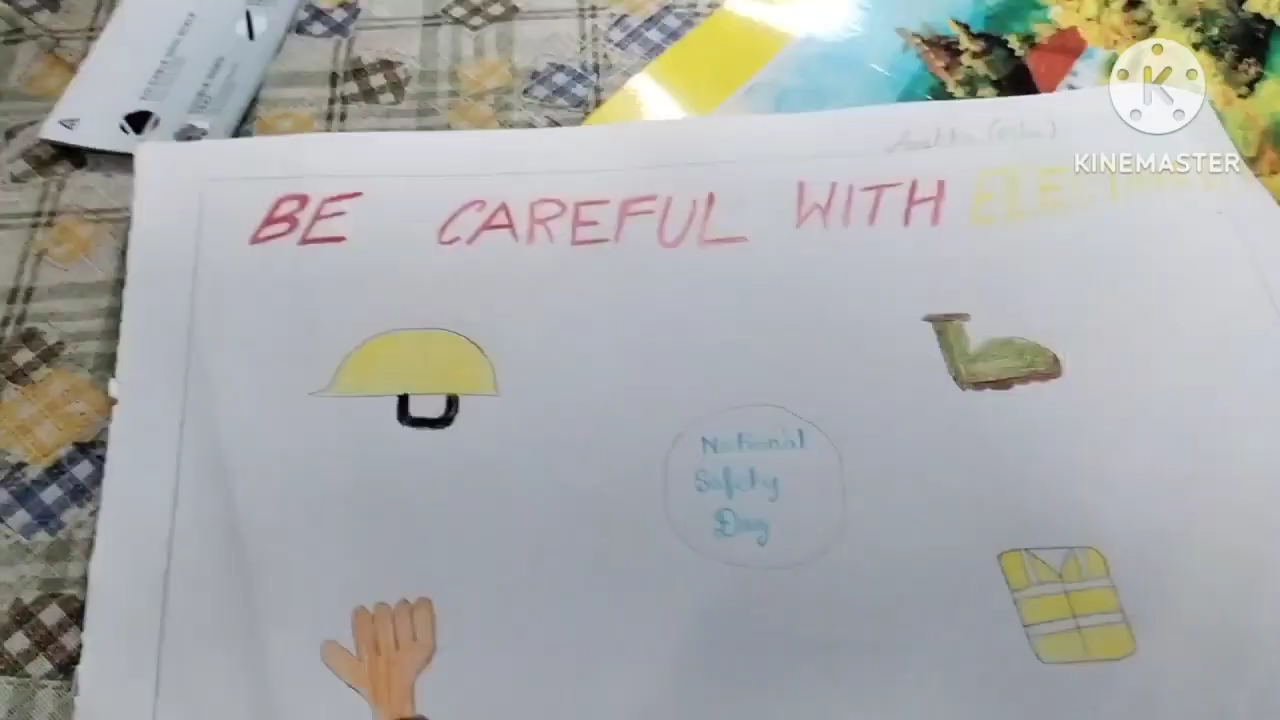 KINEMASTER
BE CAREFUL WITH
National
Safety
Day